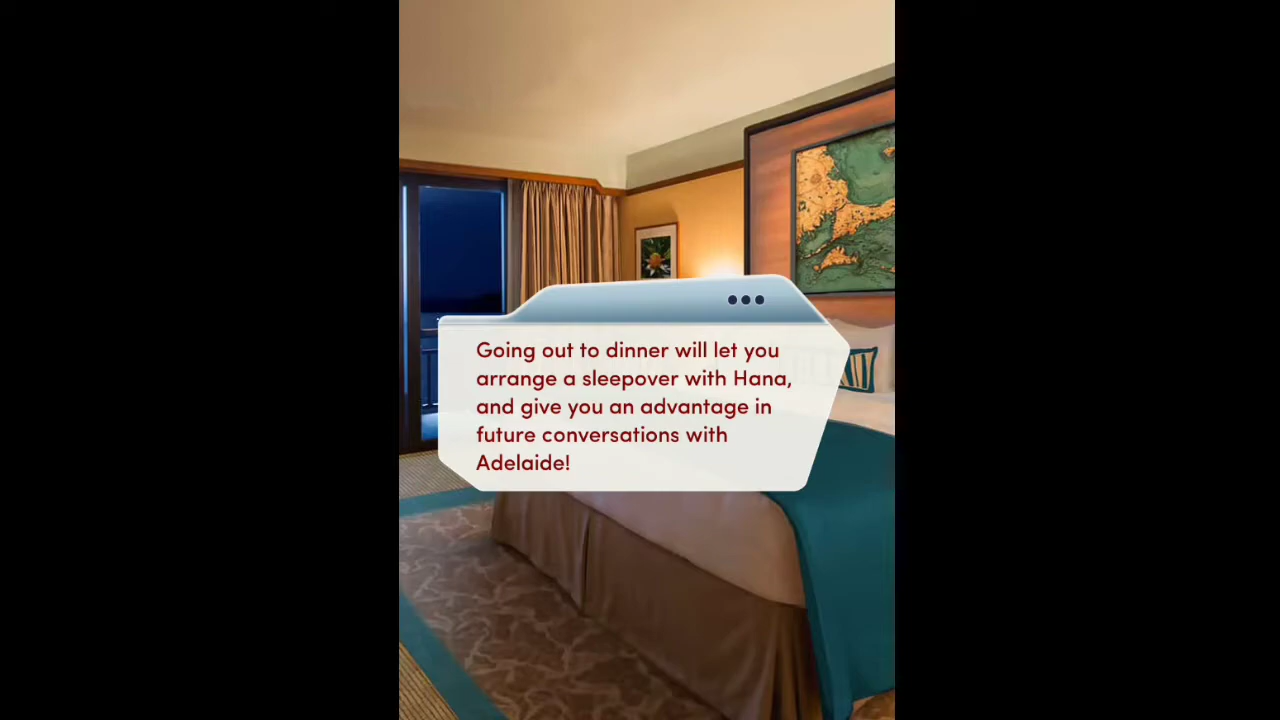 Going out to dinner will let you
arrange a sleepover with Hana,
and give you an advantage in
future conversations with
Adelaide!